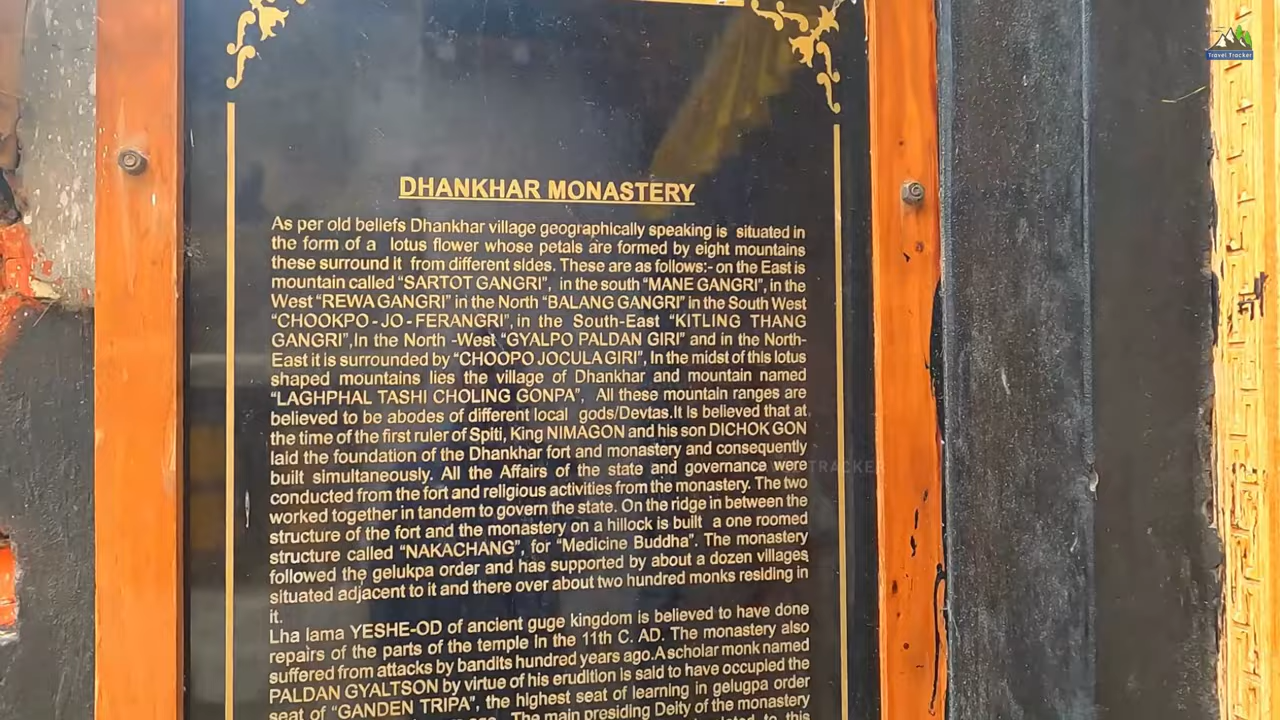 Travel Tracker
DHANKHAR MONASTERY
As per old beliefs Dhankhar village geographically speaking is situated in
the form of a lotus flower whose petals are formed by eight mountains
these surround it from different sides. These are as follows:- on the East is
mountain called “SARTOT GANGRI”, in the south “MANE GANGRI”, in the
West “REWA GANGRI” in the North “BALANG GANGRI” in the South West
“CHOOKPO - JO - FERANGRI”, in the South-East “KITLING THANG
GANGRI”,In the North -West “GYALPO PALDAN GIRI” and in the North-
East it is surrounded by “CHOOPO JOCULA GIRI”, In the midst of this lotus
shaped mountains lies the village of Dhankhar and mountain named
“LAGHPHAL TASHI CHOLING GONPA”, All these mountain ranges are
believed to be abodes of different local gods/Devtas.It is believed that at
the time of the first ruler of Spiti, King NIMAGON and his son DICHOK GON
laid the foundation of the Dhankhar fort and monastery and consequently
built simultaneously. All the Affairs of the state and governance were
conducted from the fort and religious activities from the monastery. The two
worked together in tandem to govern the state. On the ridge in between the
structure of the fort and the monastery on a hillock is built a one roomed
structure called “NAKACHANG”, for “Medicine Buddha”. The monastery
followed the gelukpa order and has supported by about a dozen villages
situated adjacent to it and there over about two hundred monks residing in
it.
Lha lama YESHE-OD of ancient guge kingdom is believed to have done
repairs of the parts of the temple In the 11th C. AD. The monastery also
suffered from attacks by bandits hundred years ago.A scholar monk named
PALDAN GYALTSON by virtue of his erudition is said to have occupied the
seat of “GANDEN TRIPA”, the highest seat of learning in gelugpa order
The main presiding Deity of the monastery
TRACKER